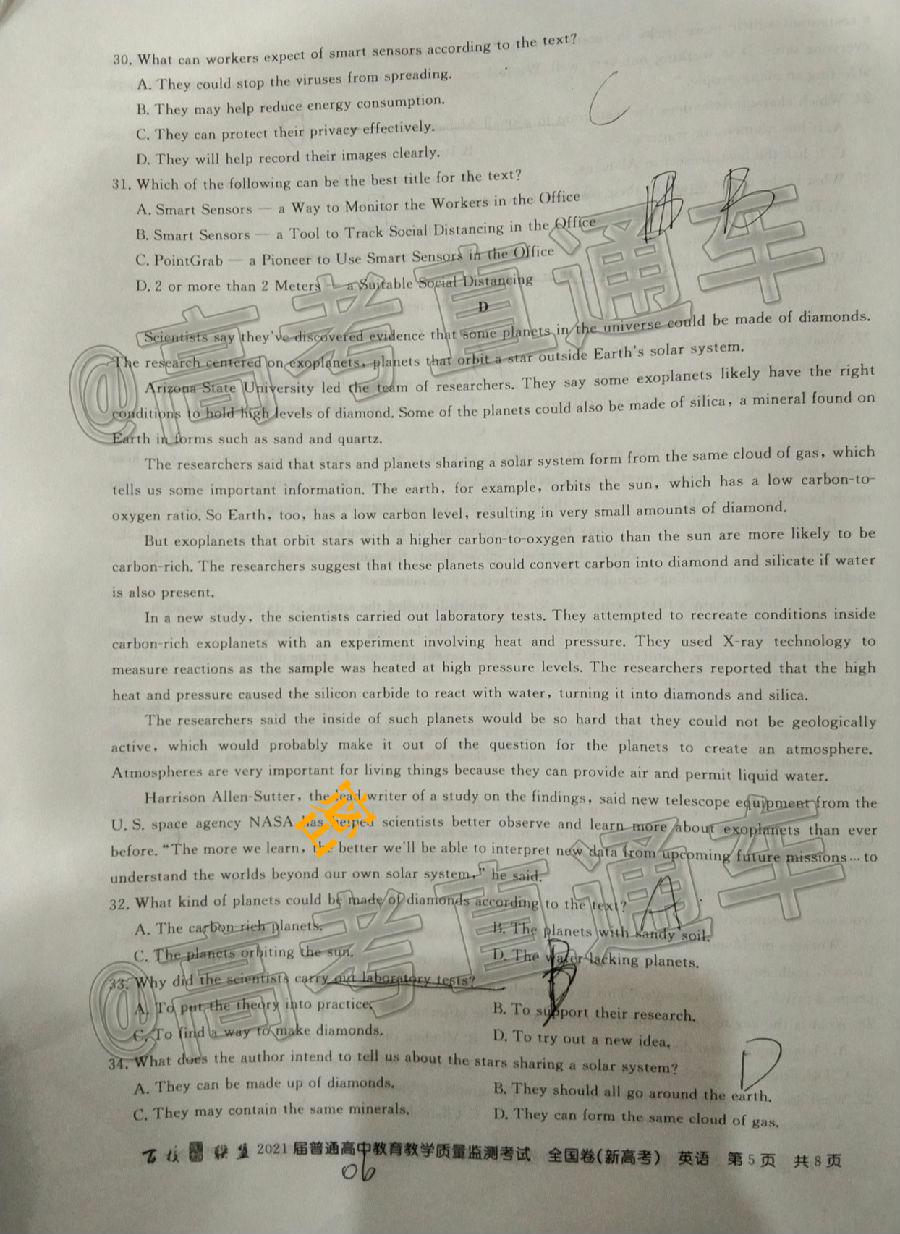 30. What can workers expect of smart sensors according to the text?
A. They could stop the viruses from spreading.
B. They may help reduce energy consumption.
C. They can protect their privacy effectively.
D. They will help record their images clearly.
C
31. Which of the following can be the best title for the text?
A. Smart Sensors — a Way to Monitor the Workers in the Office
B. Smart Sensors — a Tool to Track Social Distancing in the Office
C. PointGrab — a Pioneer to Use Smart Sensors in the Office
D. 2 or more than 2 Meters — a Suitable Social Distancing
B
D
Scientists say they've discovered evidence that some planets in the universe could be made of diamonds.
The research centered on exoplanets, planets that orbit a star outside Earth's solar system.
Arizona State University led the team of researchers. They say some exoplanets likely have the right
conditions to hold high levels of diamond. Some of the planets could also be made of silica, a mineral found on
Earth in forms such as sand and quartz.
The researchers said that stars and planets sharing a solar system form from the same cloud of gas, which
tells us some important information. The earth, for example, orbits the sun, which has a low carbon-to-
oxygen ratio. So Earth, too, has a low carbon level, resulting in very small amounts of diamond.
But exoplanets that orbit stars with a higher carbon-to-oxygen ratio than the sun are more likely to be
carbon-rich. The researchers suggest that these planets could convert carbon into diamond and silicate if water
is also present.
In a new study, the scientists carried out laboratory tests. They attempted to recreate conditions inside
carbon-rich exoplanets with an experiment involving heat and pressure. They used X-ray technology to
measure reactions as the sample was heated at high pressure levels. The researchers reported that the high
heat and pressure caused the silicon carbide to react with water, turning it into diamonds and silica.
The researchers said the inside of such planets would be so hard that they could not be geologically
active, which would probably make it out of the question for the planets to create an atmosphere.
Atmospheres are very important for living things because they can provide air and permit liquid water.
Harrison Allen-Sutter, the lead writer of a study on the findings, said new telescope equipment from the
U.S. space agency NASA has helped scientists better observe and learn more about exoplanets than ever
before. "The more we learn, the better we'll be able to interpret new data from upcoming future missions … to
understand the worlds beyond our own solar system," he said.
32. What kind of planets could be made of diamonds according to the text?
A
A. The carbon-rich planets. B. The planets with sandy soil.
C. The planets orbiting the sun. D. The water-lacking planets.
33. Why did the scientists carry out laboratory tests?
B
A. To put the theory into practice. B. To support their research.
C. To find a way to make diamonds. D. To try out a new idea.
34. What does the author intend to tell us about the stars sharing a solar system?
D
A. They can be made up of diamonds. B. They should all go around the earth.
C. They may contain the same minerals. D. They can form the same cloud of gas.
百校联盟 2021届普通高中教育教学质量监测考试 全国卷(新高考) 英语 第5页 共8页
06
@高考直通车
@高考直通车
密